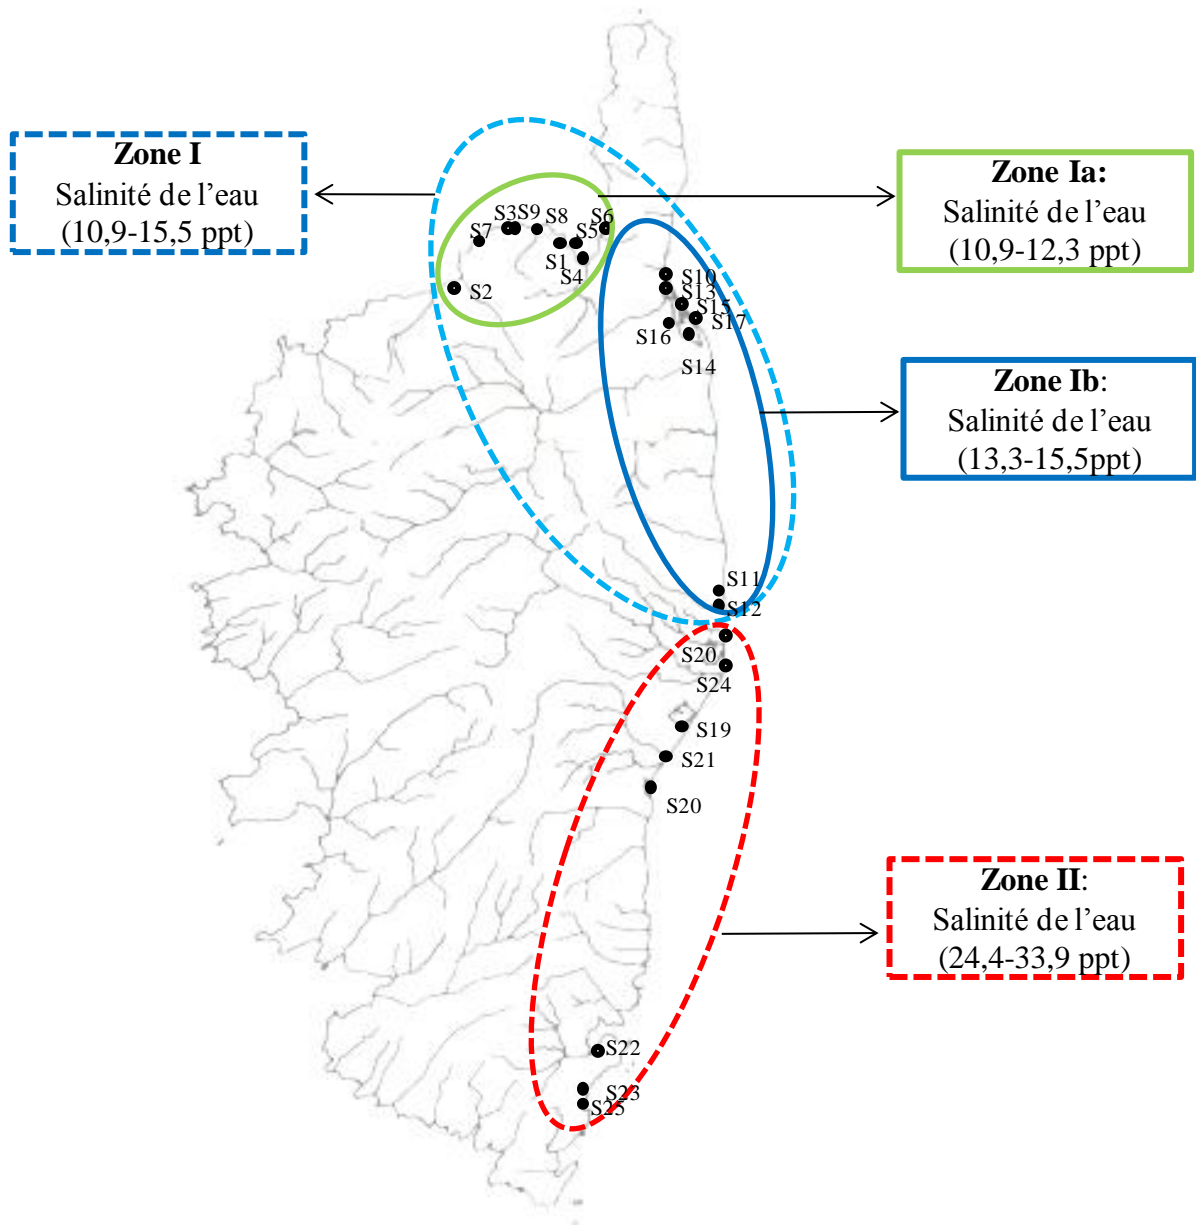 Zone I
Salinité de l’eau
(10,9-15,5 ppt)
Zone Ia:
Salinité de l’eau
(10,9-12,3 ppt)
S3
S9
S8
S6
S7
S5
S1
S4
S2
S10
S13
S15
S17
S16
S14
Zone Ib:
Salinité de l’eau
(13,3-15,5ppt)
S11
S12
S20
S24
S19
S21
S20
Zone II:
Salinité de l’eau
(24,4-33,9 ppt)
S22
S23
S25